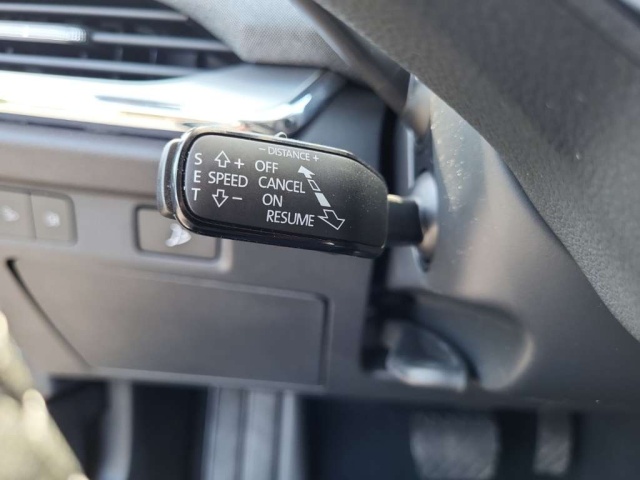 - DISTANCE +
S + OFF
E SPEED CANCEL
T - ON
RESUME